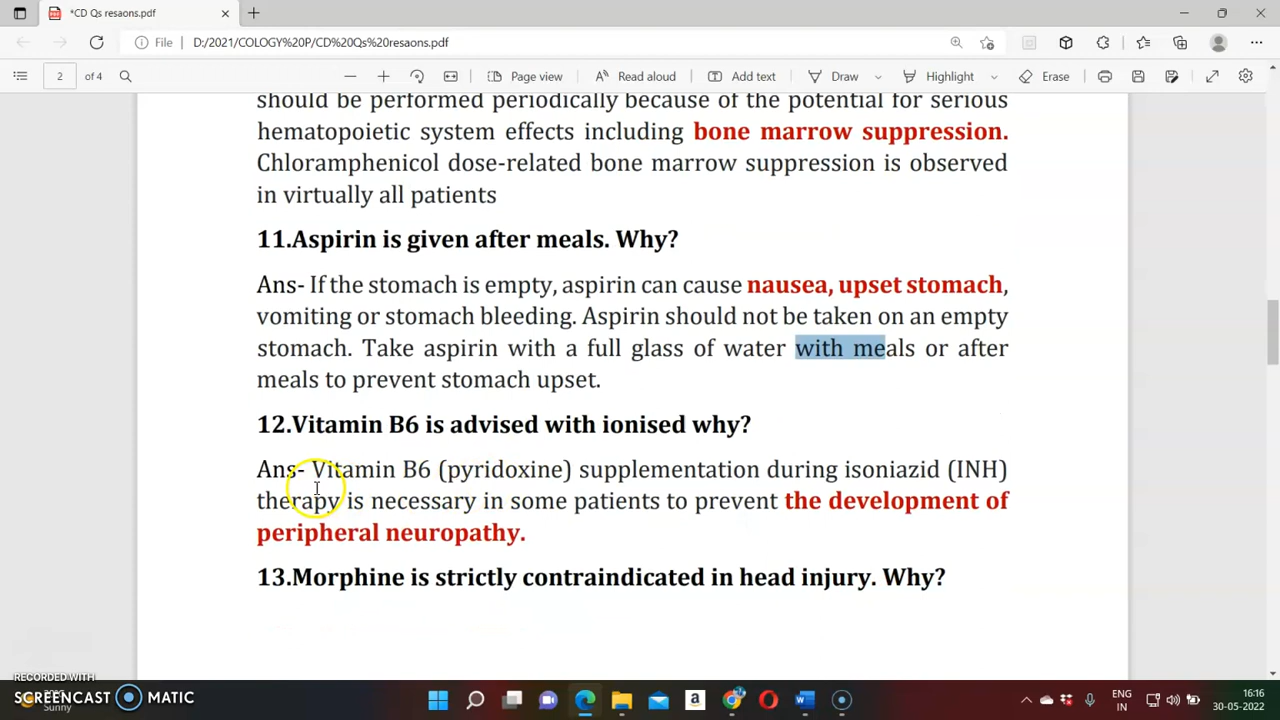 *CD Qs resaons.pdf
File D:/2021/COLOGY%20P/CD%20Qs%20resaons.pdf
2 of 4 Page view Read aloud Add text Draw Highlight Erase
should be performed periodically because of the potential for serious
hematopoietic system effects including bone marrow suppression.
Chloramphenicol dose-related bone marrow suppression is observed
in virtually all patients
11.Aspirin is given after meals. Why?
Ans- If the stomach is empty, aspirin can cause nausea, upset stomach,
vomiting or stomach bleeding. Aspirin should not be taken on an empty
stomach. Take aspirin with a full glass of water with meals or after
meals to prevent stomach upset.
12.Vitamin B6 is advised with ionised why?
Ans- Vitamin B6 (pyridoxine) supplementation during isoniazid (INH)
therapy is necessary in some patients to prevent the development of
peripheral neuropathy.
13.Morphine is strictly contraindicated in head injury. Why?
RECORDED WITH
SCREENCAST MATIC
Sunny
ENG
IN
16:16
30-05-2022